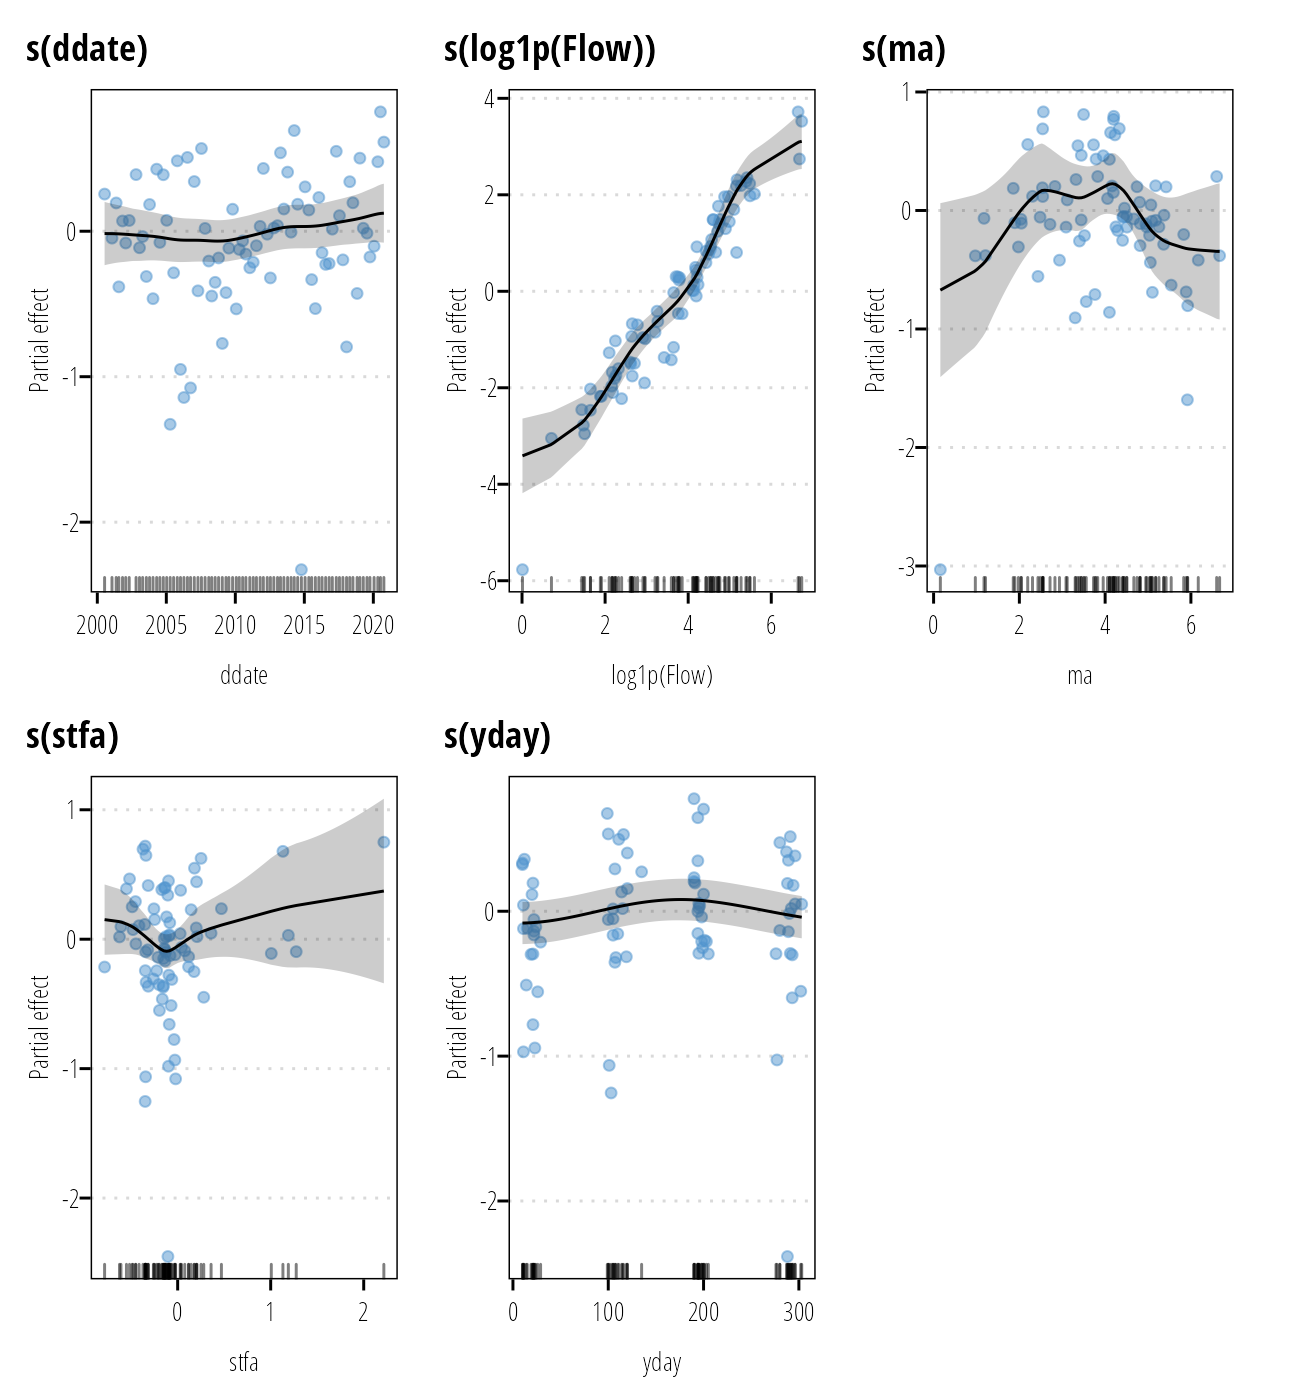 s(ddate)
s(log1p(Flow))
s(ma)
Partial effect
0
-1
-2
2000 2005 2010 2015 2020
ddate
Partial effect
4
2
0
-2
-4
-6
0 2 4 6
log1p(Flow)
Partial effect
1
0
-1
-2
-3
0 2 4 6
ma
s(stfa)
s(yday)
Partial effect
1
0
-1
-2
0 1 2
stfa
Partial effect
0
-1
-2
0 100 200 300
yday